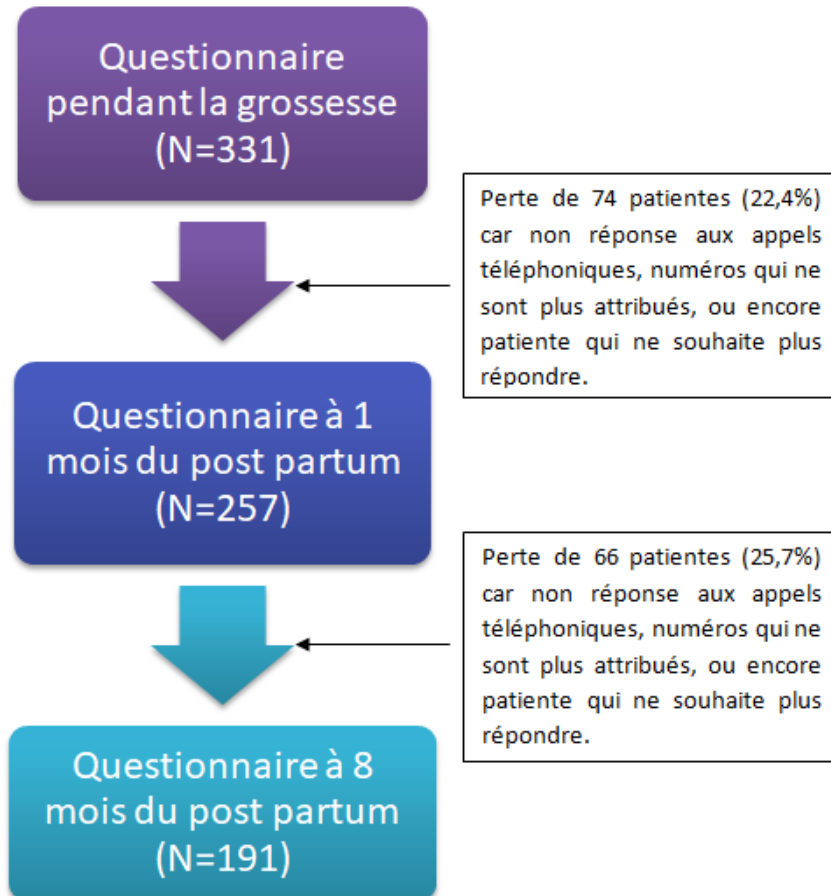 Questionnaire
pendant la grossesse
(N=331)
Perte de 74 patientes (22,4%)
car non réponse aux appels
téléphoniques, numéros qui ne
sont plus attribués, ou encore
patiente qui ne souhaite plus
répondre.
Questionnaire à 1
mois du post partum
(N=257)
Perte de 66 patientes (25,7%)
car non réponse aux appels
téléphoniques, numéros qui ne
sont plus attribués, ou encore
patiente qui ne souhaite plus
répondre.
Questionnaire à 8
mois du post partum
(N=191)